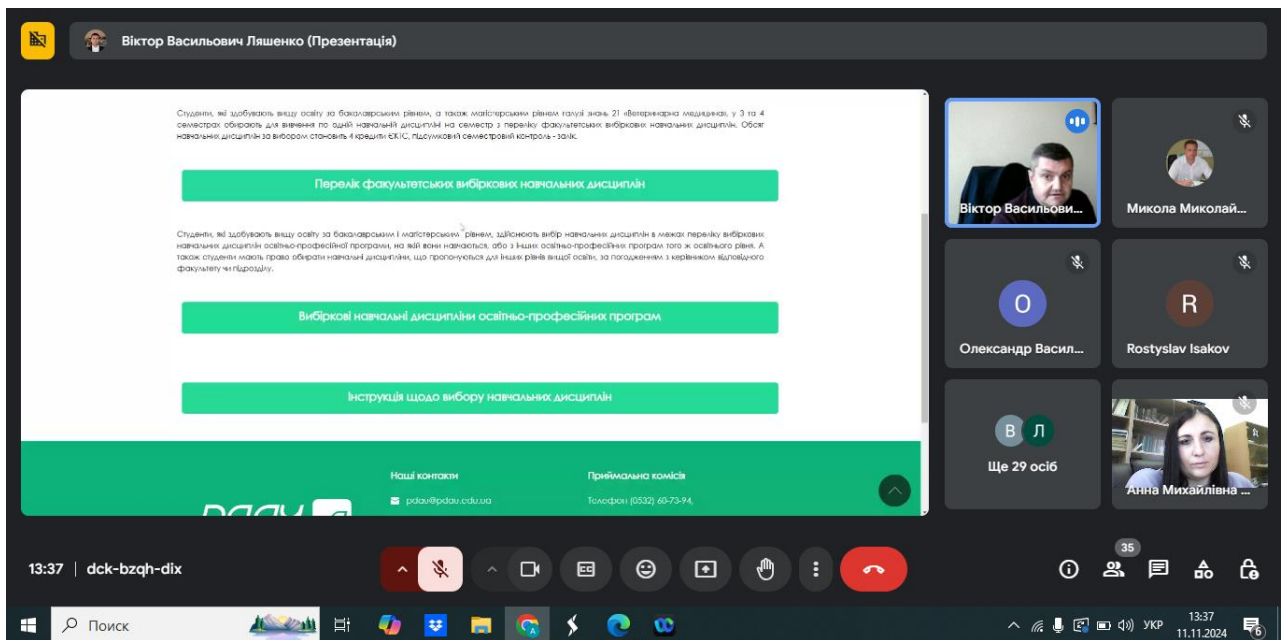 Віктор Васильович Ляшенко (Презентація)
Студенти, які здобувають вищу освіту за бакалаврським рівнем, а також магістерським рівнем галузі знань 21 «Ветеринарна медицина», у 3 та 4
семестрах обирають для вивчення по одній навчальній дисципліні на семестр з переліку факультетських вибіркових навчальних дисциплін. Обсяг
навчальних дисциплін за вибором становить 4 кредити ЄКТС, підсумковий семестровий контроль - залік.
Перелік факультетських вибіркових навчальних дисциплін
Студенти, які здобувають вищу освіту за бакалаврським і магістерським рівнем, здійснюють вибір навчальних дисциплін в межах переліку вибіркових
навчальних дисциплін освітньо-професійної програми, на якій вони навчаються, або з інших освітньо-професійних програм того ж освітнього рівня. А
також студенти мають право обирати навчальні дисципліни, що пропонуються для інших рівнів вищої освіти, за погодженням з керівником відповідного
факультету чи підрозділу.
Вибіркові навчальні дисципліни освітньо-професійних програм
Інструкція щодо вибору навчальних дисциплін
Наші контакти
Приймальна комісія
pdau@pdau.edu.ua
Телефон (0532) 60-73-94,
Віктор Васильови...
Микола Миколай...
О
Олександр Васил...
R
Rostyslav Isakov
В Л
Ще 29 осіб
Анна Михайлівна ...
13:37 | dck-bzqh-dix
CC
35
Поиск
УКР
13:37
11.11.2024
6